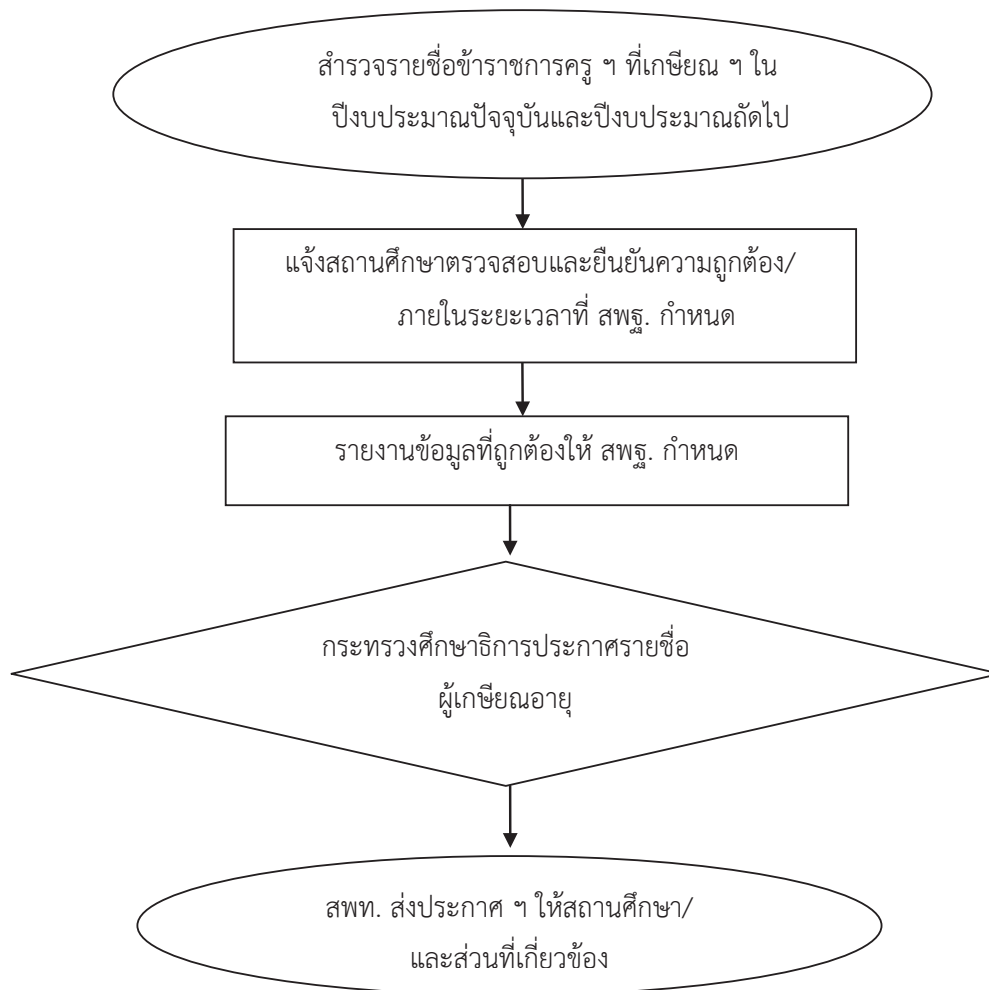 สำรวจรายชื่อข้าราชการครู ฯ ที่เกษียณ ฯ ใน
ปีงบประมาณปัจจุบันและปีงบประมาณถัดไป
แจ้งสถานศึกษาตรวจสอบและยืนยันความถูกต้อง/
ภายในระยะเวลาที่ สพฐ. กำหนด
รายงานข้อมูลที่ถูกต้องให้ สพฐ. กำหนด
กระทรวงศึกษาธิการประกาศรายชื่อ
ผู้เกษียณอายุ
สพท. ส่งประกาศ ฯ ให้สถานศึกษา/
และส่วนที่เกี่ยวข้อง